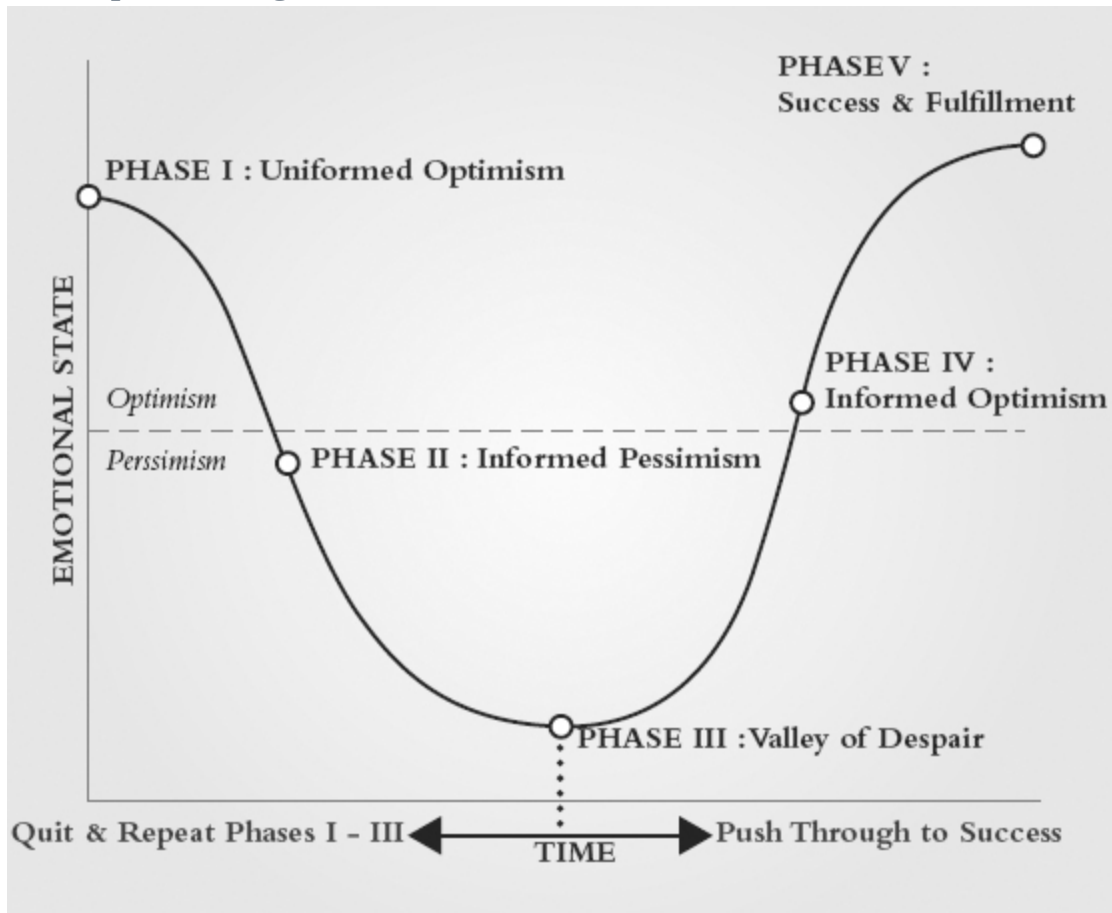 PHASE V :
Success & Fulfillment
PHASE I : Uniformed Optimism
EMOTIONAL STATE
Optimism
Perssimism
PHASE II : Informed Pessimism
PHASE IV :
Informed Optimism
PHASE III : Valley of Despair
Quit & Repeat Phases I - III
TIME
Push Through to Success